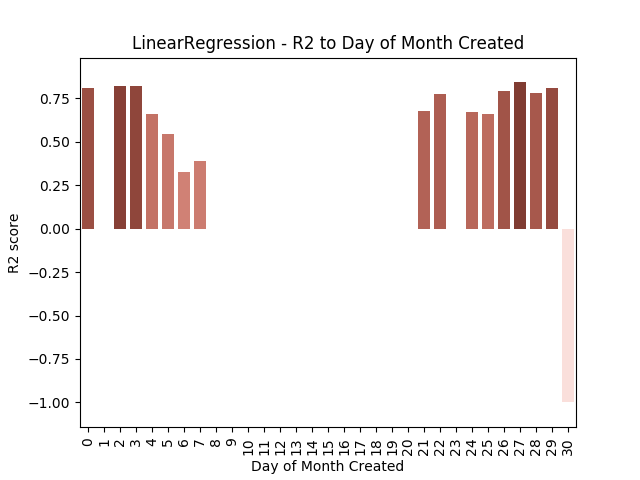 LinearRegression - R2 to Day of Month Created
R2 score
0.75
0.50
0.25
0.00
−0.25
−0.50
−0.75
−1.00
0 1 2 3 4 5 6 7 8 9 10 11 12 13 14 15 16 17 18 19 20 21 22 23 24 25 26 27 28 29 30
Day of Month Created